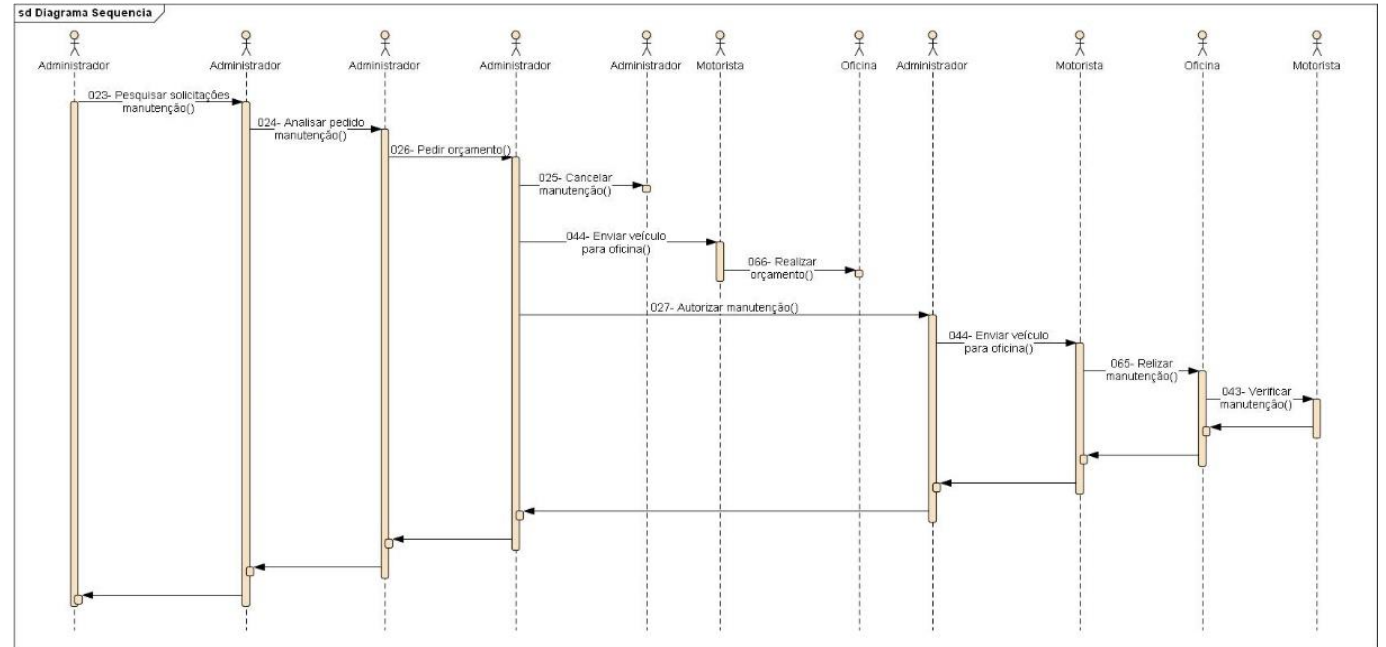 sd Diagrama Sequencia
Administrador
Administrador
Administrador
Administrador
Administrador
Motorista
Oficina
Administrador
Motorista
Oficina
Motorista
023- Pesquisar solicitações
manutenção()
024- Analisar pedido
manutenção()
026- Pedir orçamento()
025- Cancelar
manutenção()
044- Enviar veículo
para oficina()
066- Realizar
orçamento()
027- Autorizar manutenção()
044- Enviar veículo
para oficina()
065- Relizar
manutenção()
043- Verificar
manutenção()